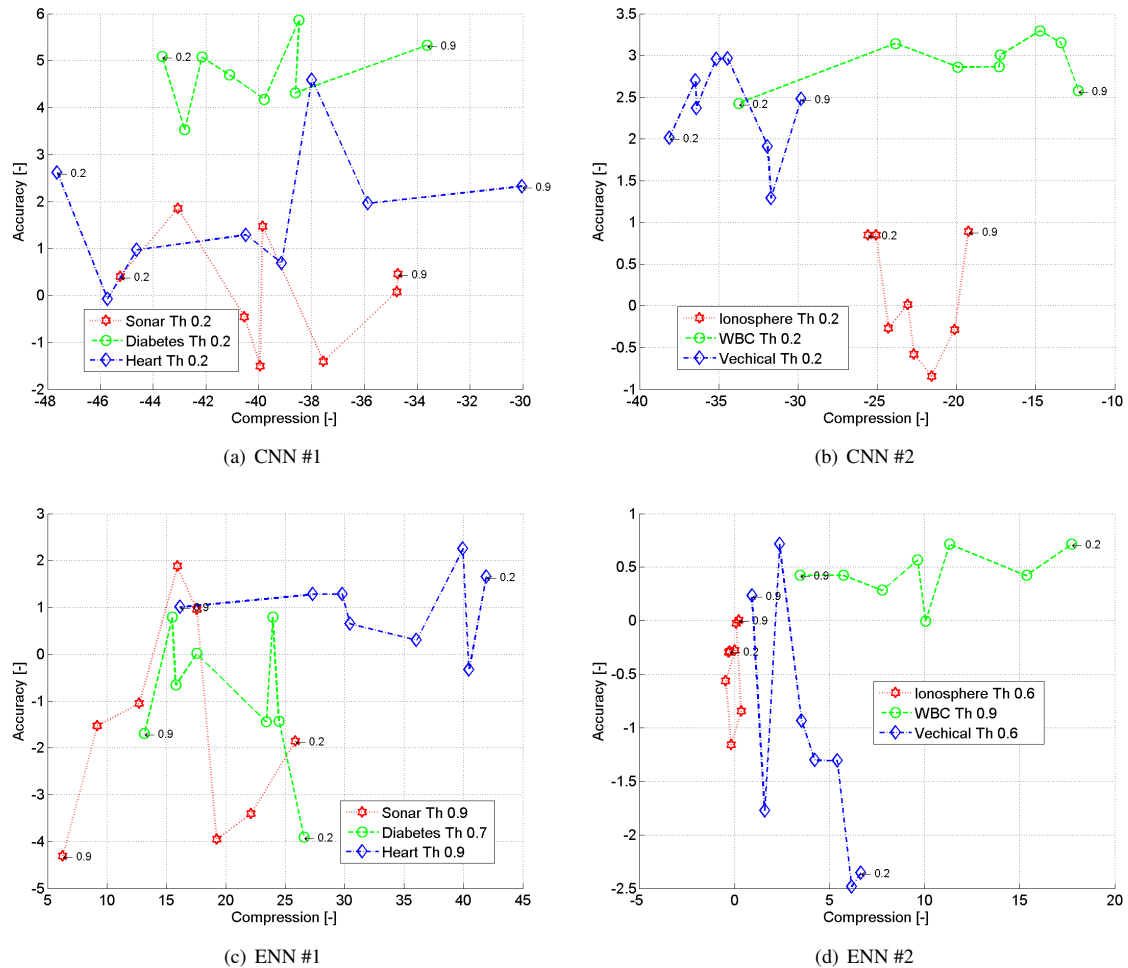 6
5
4
3
2
1
0
-1
-2
Accuracy [-]
-48 -46 -44 -42 -40 -38 -36 -34 -32 -30
Compression [-]
0.2
0.9
0.2
0.9
0.2
0.9
Sonar Th 0.2
Diabetes Th 0.2
Heart Th 0.2
(a) CNN #1
3.5
3
2.5
2
1.5
1
0.5
0
-0.5
-1
Accuracy [-]
-40 -35 -30 -25 -20 -15 -10
Compression [-]
0.2
0.9
0.2
0.9
0.2
0.9
Ionosphere Th 0.2
WBC Th 0.2
Vechical Th 0.2
(b) CNN #2
3
2
1
0
-1
-2
-3
-4
-5
Accuracy [-]
5 10 15 20 25 30 35 40 45
Compression [-]
0.9
0.2
0.9
0.2
0.9
0.2
Sonar Th 0.9
Diabetes Th 0.7
Heart Th 0.9
(c) ENN #1
1
0.5
0
-0.5
-1
-1.5
-2
-2.5
Accuracy [-]
-5 0 5 10 15 20
Compression [-]
0.2
0.9
0.9
0.9
0.2
0.2
Ionosphere Th 0.6
WBC Th 0.9
Vechical Th 0.6
(d) ENN #2